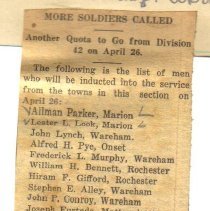 MORE SOLDIERS CALLED
Another Quota to Go from Division
42 on April 26.
The following is the list of men
who will be inducted into the service
from the towns in this section on
April 26:
Allman Parker, Marion L
Lester L. Look, Marion L
John Lynch, Wareham.
Alfred H. Pye, Onset
Frederick L. Murphy, Wareham
William H. Bennett, Rochester
Hiram F. Gifford, Rochester
Stephen E. Alley, Wareham
John F. Conroy, Wareham
Joseph